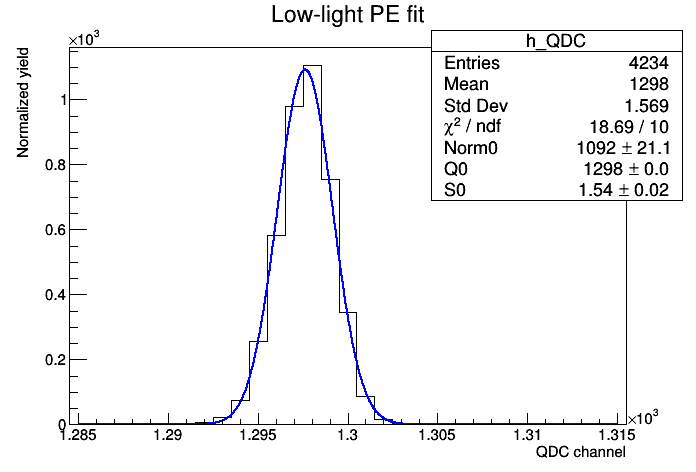 Low-light PE fit
×10³
Normalized yield
h_QDC
Entries 4234
Mean 1298
Std Dev 1.569
χ² / ndf 18.69 / 10
Norm0 1092 ± 21.1
Q0 1298 ± 0.0
S0 1.54 ± 0.02
1
0.8
0.6
0.4
0.2
0
1.285 1.29 1.295 1.3 1.305 1.31 1.315
×10³
QDC channel